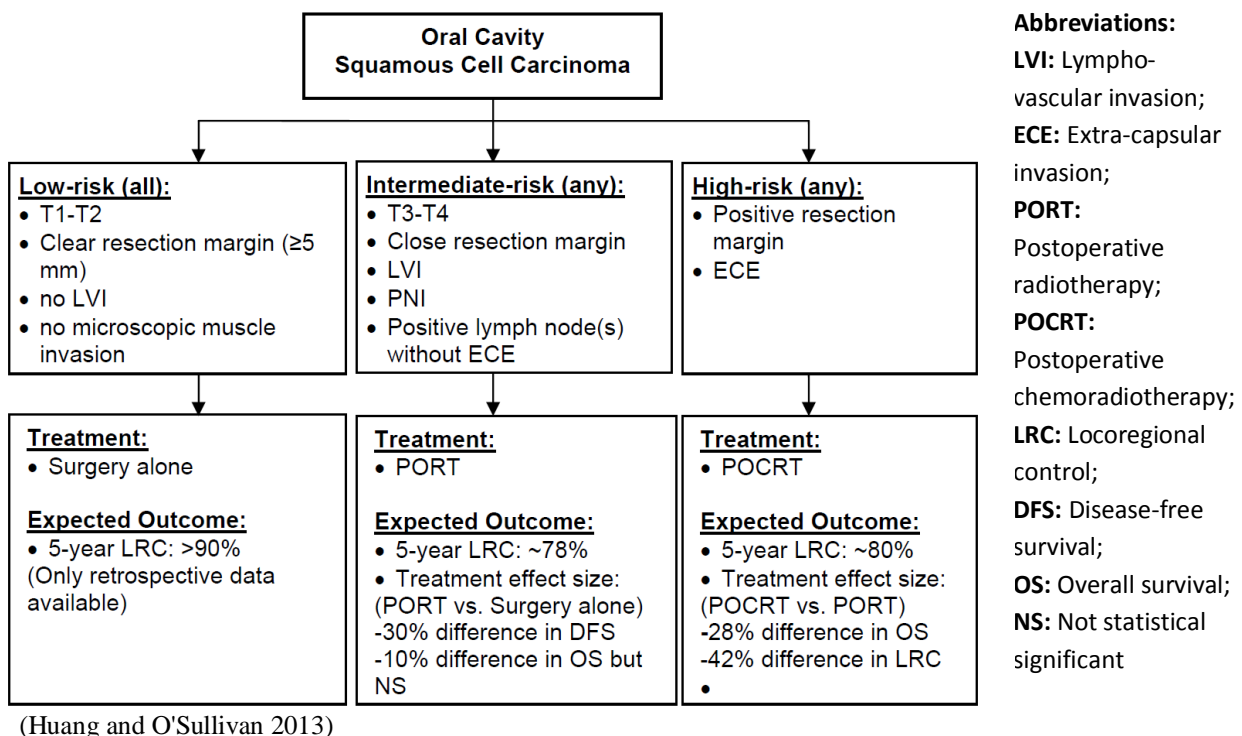 Oral Cavity
Squamous Cell Carcinoma
Low-risk (all):
• T1-T2
• Clear resection margin (≥5
mm)
• no LVI
• no microscopic muscle
invasion
Intermediate-risk (any):
• T3-T4
• Close resection margin
• LVI
• PNI
• Positive lymph node(s)
without ECE
High-risk (any):
• Positive resection
margin
• ECE
Treatment:
• Surgery alone
Expected Outcome:
• 5-year LRC: >90%
(Only retrospective data
available)
Treatment:
• PORT
Expected Outcome:
• 5-year LRC: ~78%
• Treatment effect size:
(PORT vs. Surgery alone)
-30% difference in DFS
-10% difference in OS but
NS
Treatment:
• POCRT
Expected Outcome:
• 5-year LRC: ~80%
• Treatment effect size:
(POCRT vs. PORT)
-28% difference in OS
-42% difference in LRC
•
Abbreviations:
LVI: Lympho-
vascular invasion;
ECE: Extra-capsular
invasion;
PORT:
Postoperative
radiotherapy;
POCRT:
Postoperative
chemoradiotherapy;
LRC: Locoregional
control;
DFS: Disease-free
survival;
OS: Overall survival;
NS: Not statistical
significant
(Huang and O'Sullivan 2013)